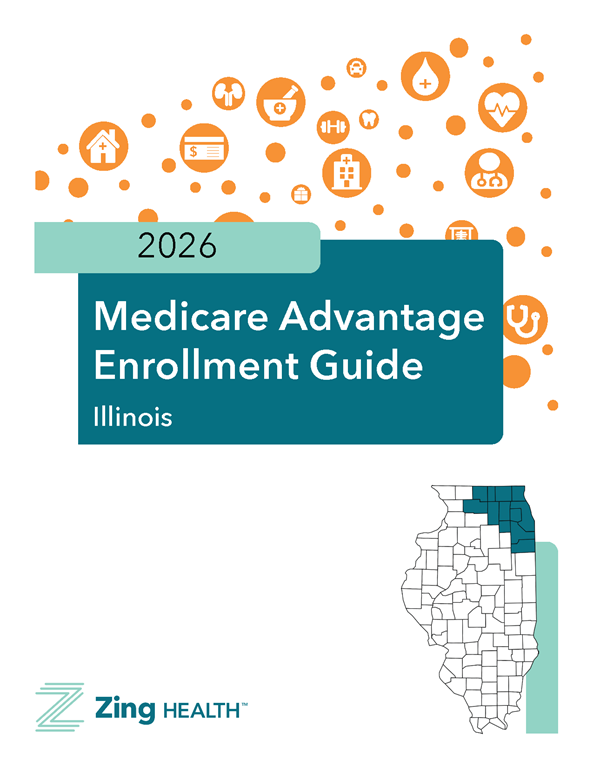 $
2026
Medicare Advantage
Enrollment Guide
Illinois
Zing HEALTH™